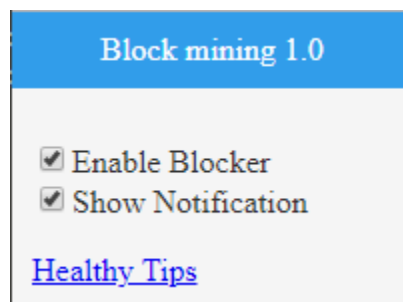 Block mining 1.0
Enable Blocker
Show Notification
Healthy Tips